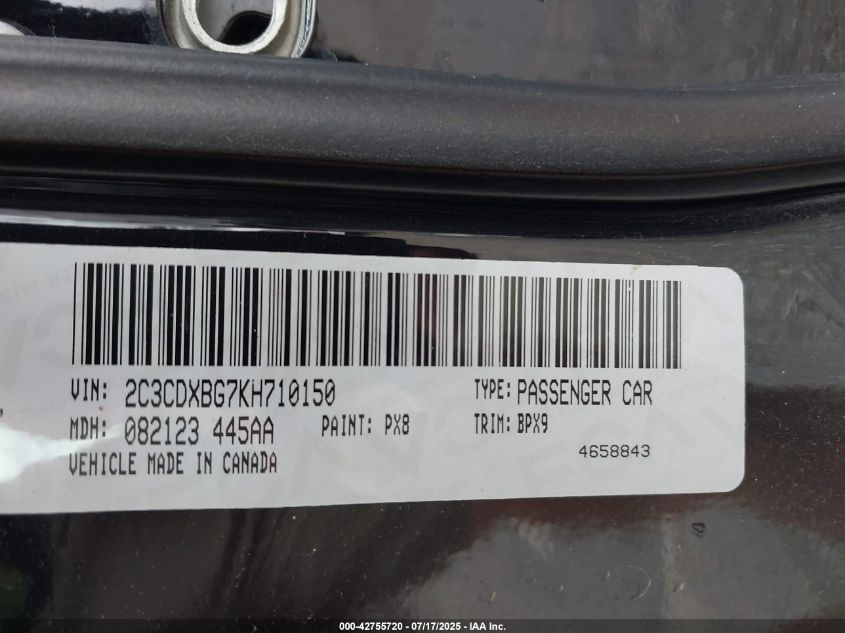 VIN: 2C3CDXBG7KH710150 TYPE: PASSENGER CAR
MDH: 082123 445AA PAINT: PX8 TRIM: BPX9
VEHICLE MADE IN CANADA 4658843
000-42755720 - 07/17/2025 - IAA Inc.